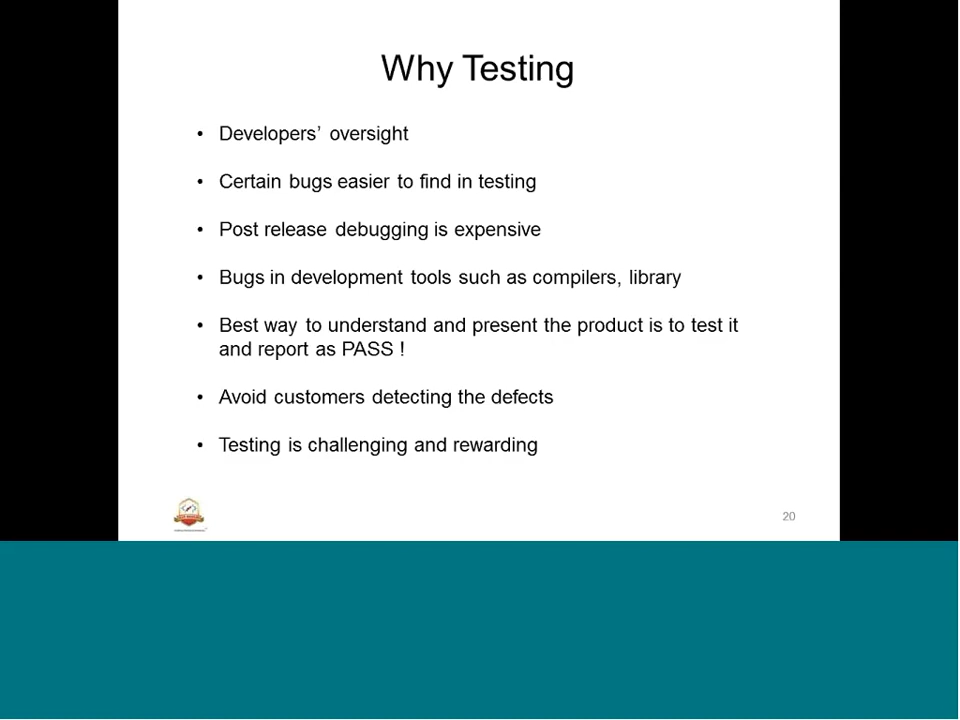 Why Testing
• Developers’ oversight
• Certain bugs easier to find in testing
• Post release debugging is expensive
• Bugs in development tools such as compilers, library
• Best way to understand and present the product is to test it
and report as PASS !
• Avoid customers detecting the defects
• Testing is challenging and rewarding
20